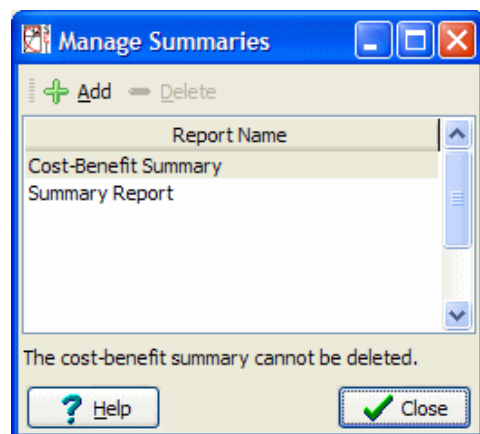 Manage Summaries
Add Delete
Report Name
Cost-Benefit Summary
Summary Report
The cost-benefit summary cannot be deleted.
? Help Close